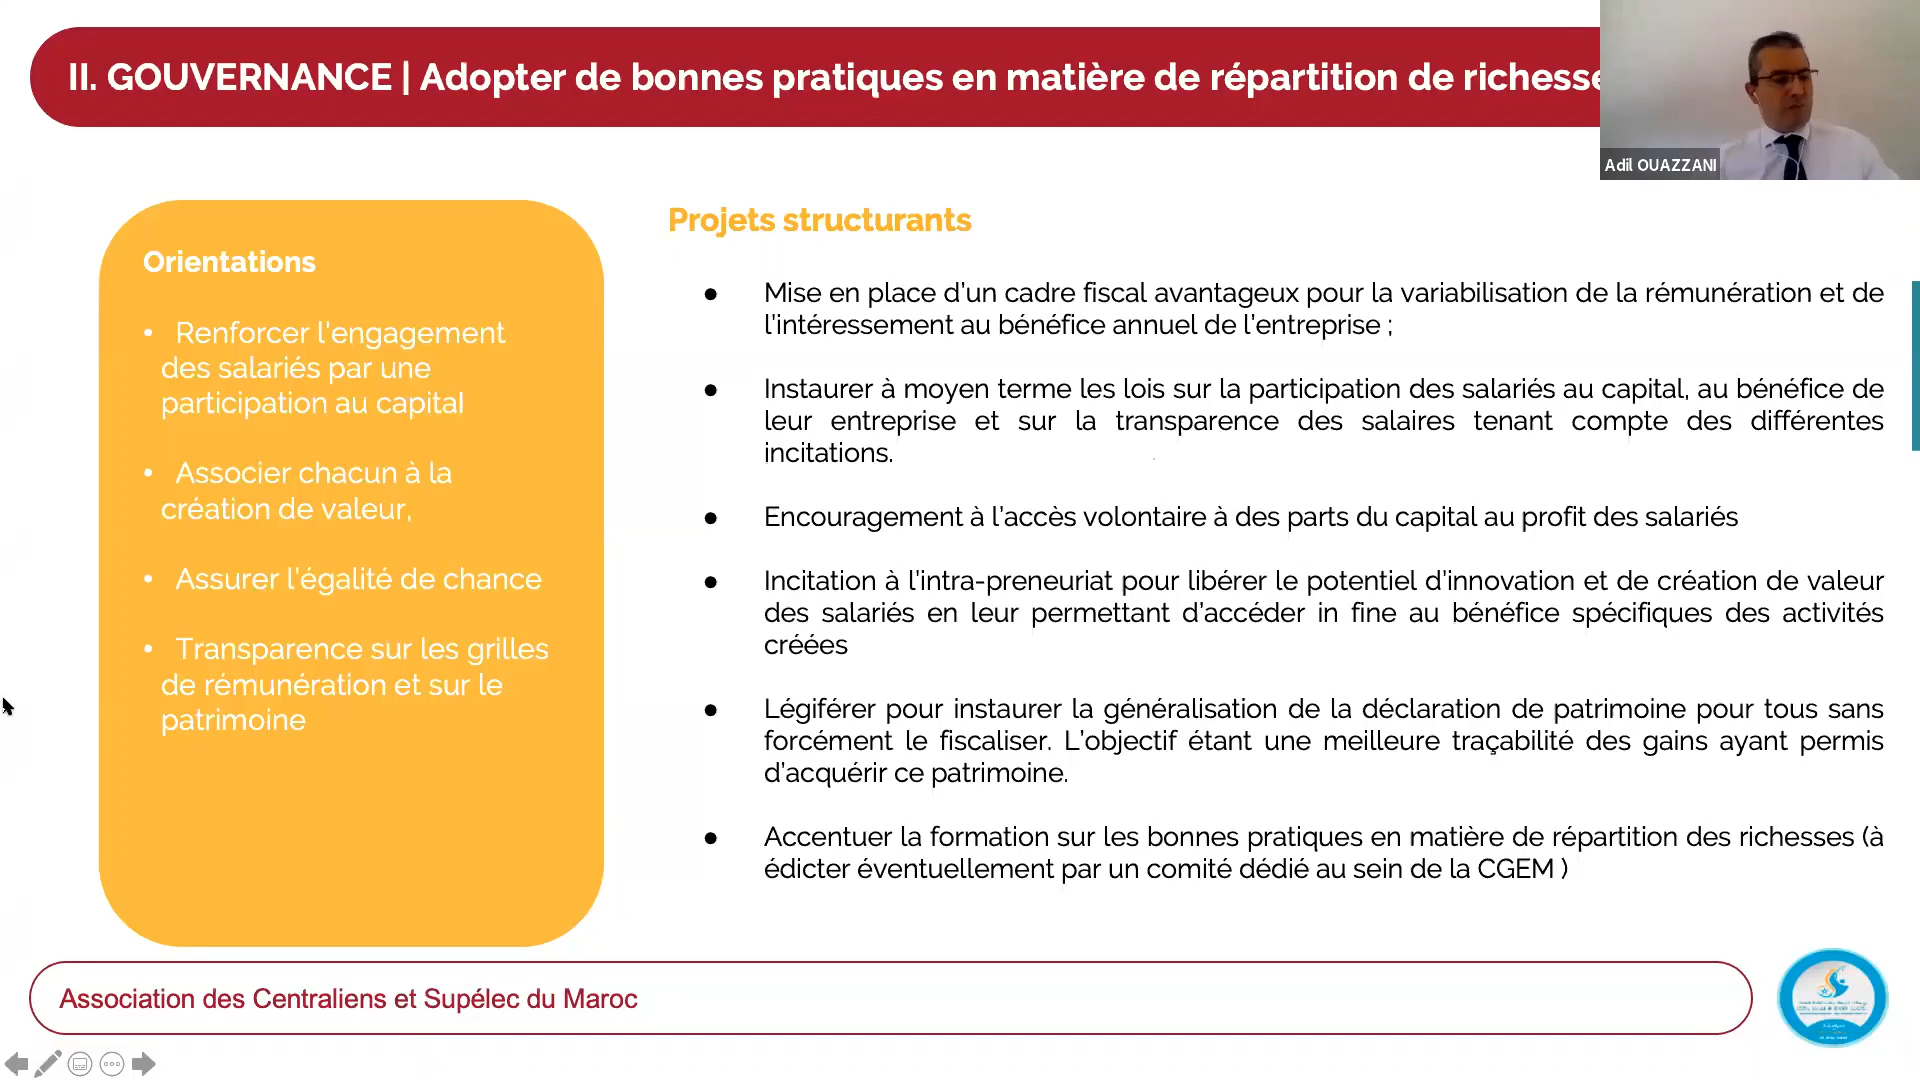 II. GOUVERNANCE | Adopter de bonnes pratiques en matière de répartition de richesse
Adil OUAZZANI
Orientations
• Renforcer l'engagement
des salariés par une
participation au capital
• Associer chacun à la
création de valeur,
• Assurer l'égalité de chance
• Transparence sur les grilles
de rémunération et sur le
patrimoine
Projets structurants
● Mise en place d'un cadre fiscal avantageux pour la variabilisation de la rémunération et de
l'intéressement au bénéfice annuel de l'entreprise ;
● Instaurer à moyen terme les lois sur la participation des salariés au capital, au bénéfice de
leur entreprise et sur la transparence des salaires tenant compte des différentes
incitations.
● Encouragement à l'accès volontaire à des parts du capital au profit des salariés
● Incitation à l'intra-preneuriat pour libérer le potentiel d'innovation et de création de valeur
des salariés en leur permettant d'accéder in fine au bénéfice spécifiques des activités
créées
● Légiférer pour instaurer la généralisation de la déclaration de patrimoine pour tous sans
forcément le fiscaliser. L'objectif étant une meilleure traçabilité des gains ayant permis
d'acquérir ce patrimoine.
● Accentuer la formation sur les bonnes pratiques en matière de répartition des richesses (à
édicter éventuellement par un comité dédié au sein de la CGEM )
Association des Centraliens et Supélec du Maroc